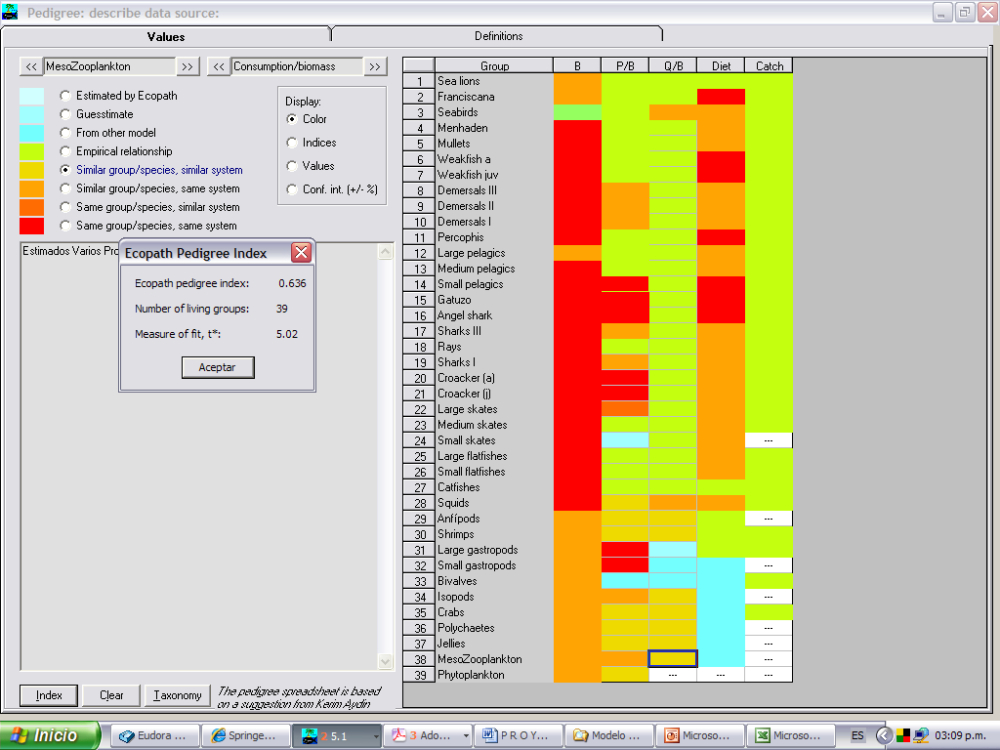 Pedigree: describe data source:
Values
Definitions
<< MesoZooplankton >> << Consumption/biomass >>
Estimated by Ecopath
Guesstimate
From other model
Empirical relationship
Similar group/species, similar system
Similar group/species, same system
Same group/species, similar system
Same group/species, same system
Display:
Color
Indices
Values
Conf. int. (+/- %)
Estimados Varios Pro
Ecopath Pedigree Index
Ecopath pedigree index: 0.636
Number of living groups: 39
Measure of fit, t*: 5.02
Aceptar
Group B P/B Q/B Diet Catch
1 Sea lions
2 Franciscana
3 Seabirds
4 Menhaden
5 Mullets
6 Weakfish a
7 Weakfish juv
8 Demersals III
9 Demersals II
10 Demersals I
11 Percophis
12 Large pelagics
13 Medium pelagics
14 Small pelagics
15 Gatuzo
16 Angel shark
17 Sharks III
18 Rays
19 Sharks I
20 Croacker (a)
21 Croacker (j)
22 Large skates
23 Medium skates
24 Small skates ---
25 Large flatfishes
26 Small flatfishes
27 Catfishes
28 Squids
29 Anfípods ---
30 Shrimps
31 Large gastropods
32 Small gastropods ---
33 Bivalves
34 Isopods ---
35 Crabs
36 Polychaetes ---
37 Jellies ---
38 MesoZooplankton ---
39 Phytoplankton --- --- ---
Index Clear Taxonomy
The pedigree spreadsheet is based
on a suggestion from Kerim Aydin
Inicio Eudora ... Springe... ? 5.1 3 Ado... P R O Y... Modelo ... Microso... Microso... ES 03:09 p.m.